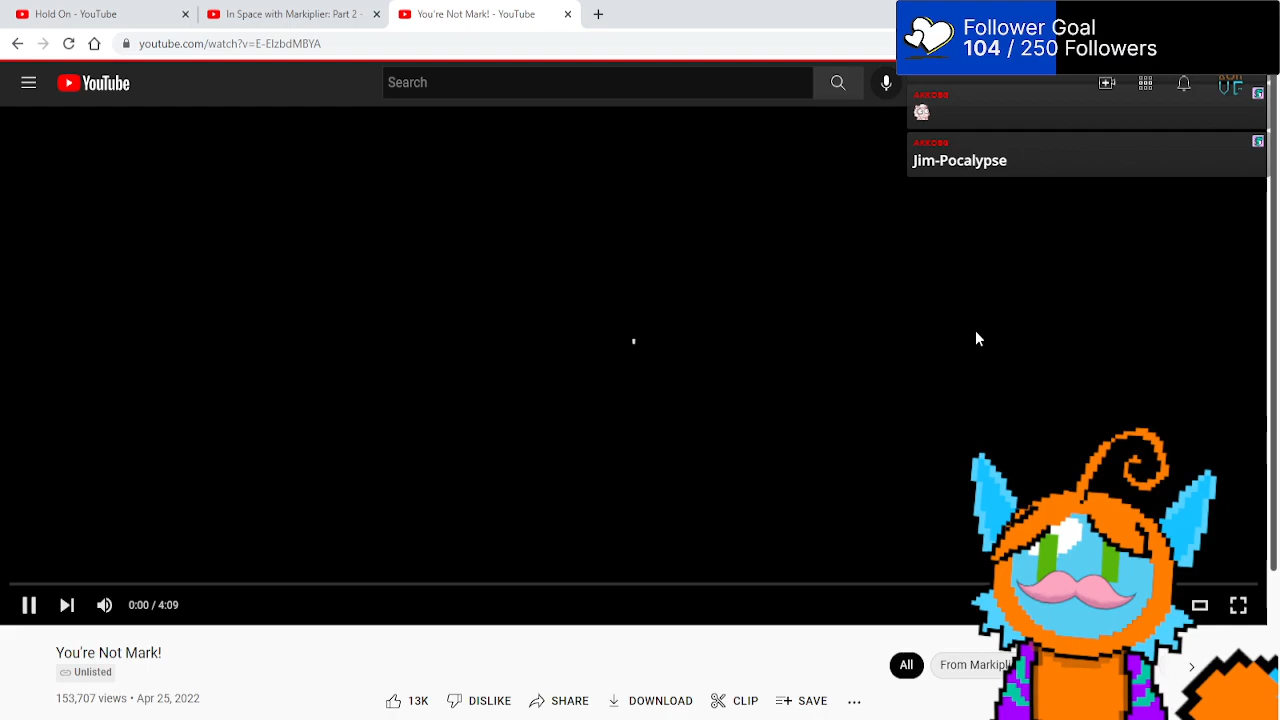 Hold On - YouTube
In Space with Markiplier: Part 2 -
You're Not Mark! - YouTube
youtube.com/watch?v=E-EIzbdMBYA
Follower Goal
104 / 250 Followers
YouTube
Search
AKKOBG
AKKOBG
Jim-Pocalypse
0:00 / 4:09
You're Not Mark!
Unlisted
153,707 views • Apr 25, 2022
13K
DISLIKE
SHARE
DOWNLOAD
CLIP
SAVE
All
From Markipli